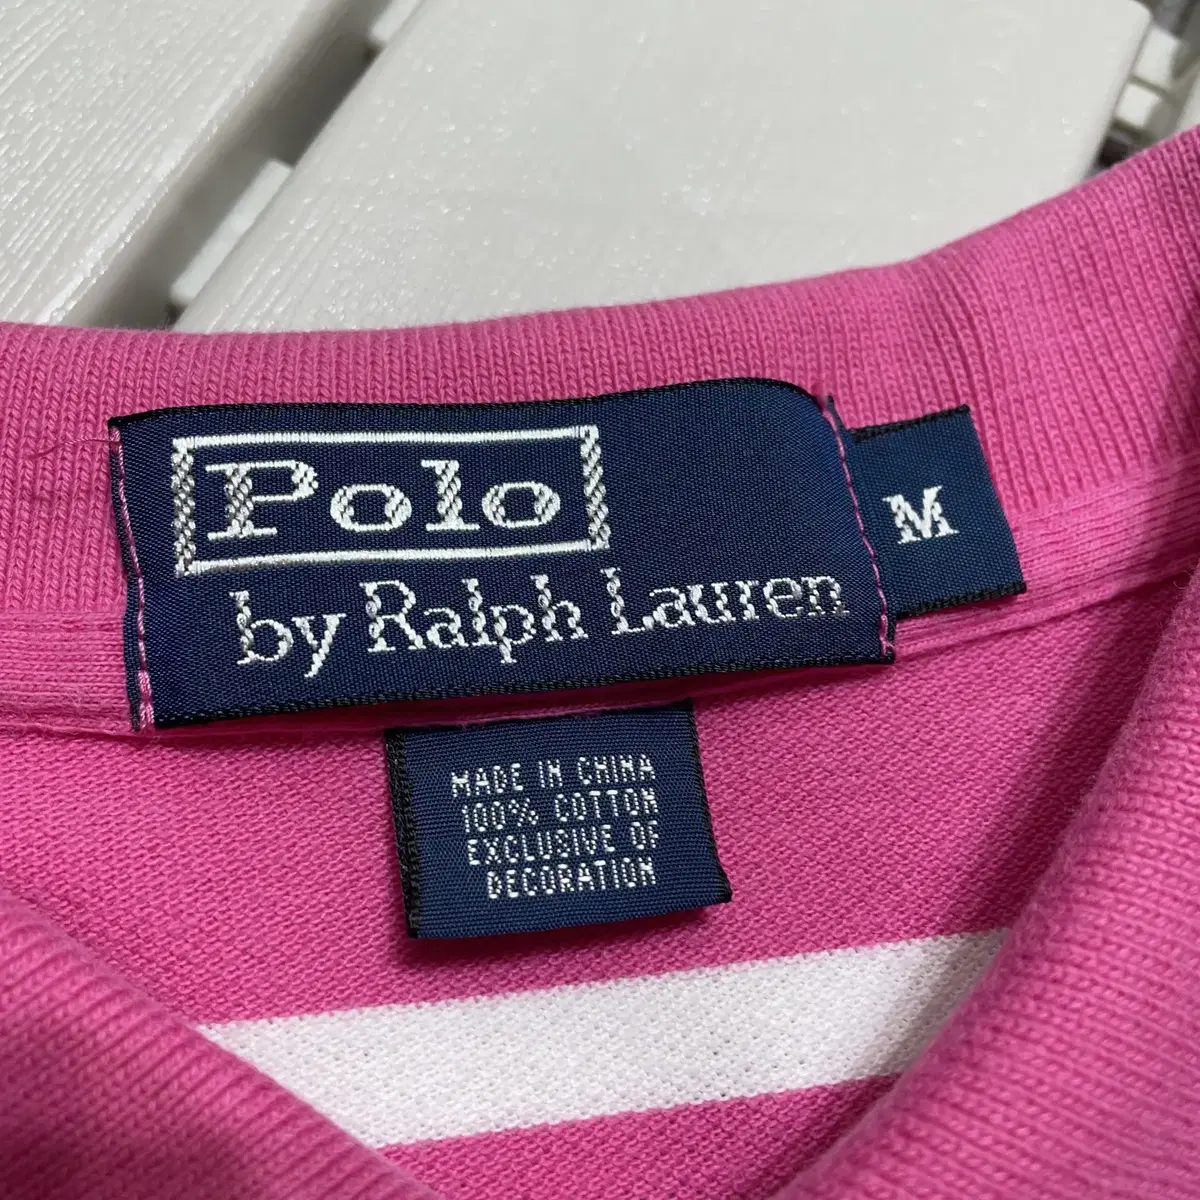 Polo
by Ralph Lauren
M
MADE IN CHINA
100% COTTON
EXCLUSIVE OF
DECORATION